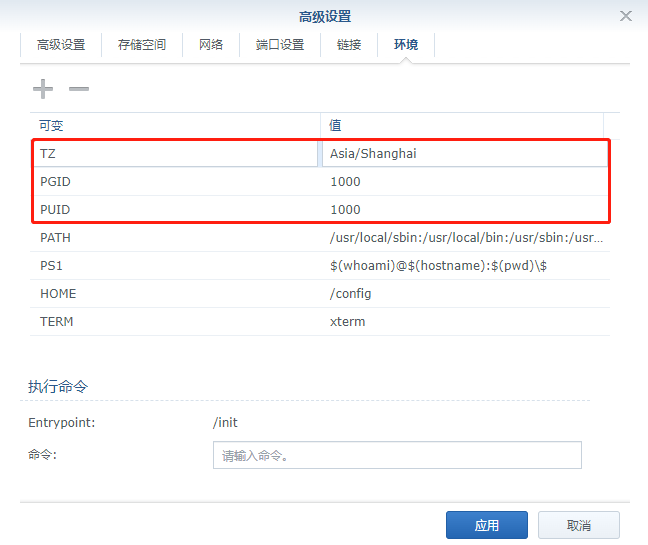 高级设置
高级设置 存储空间 网络 端口设置 链接 环境
可变 值
TZ Asia/Shanghai
PGID 1000
PUID 1000
PATH /usr/local/sbin:/usr/local/bin:/usr/sbin:/usr...
PS1 $(whoami)@$(hostname):$(pwd)\$
HOME /config
TERM xterm
执行命令
Entrypoint: /init
命令: 请输入命令。
应用 取消